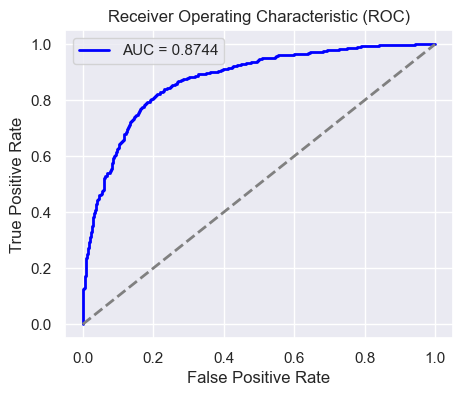 Receiver Operating Characteristic (ROC)
AUC = 0.8744
True Positive Rate
1.0
0.8
0.6
0.4
0.2
0.0
0.0 0.2 0.4 0.6 0.8 1.0
False Positive Rate